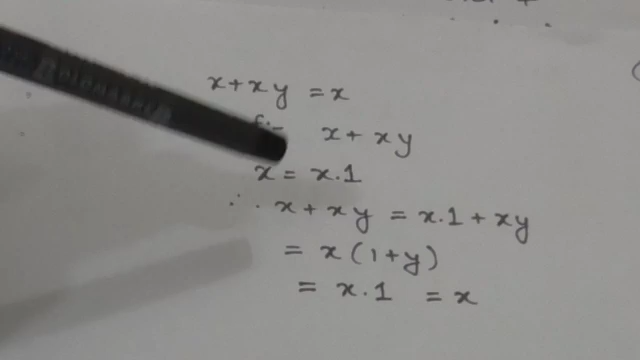 x+xy = x
x + xy
x = x.1
∴ x + xy = x.1 + xy
= x (1+y)
= x.1 = x